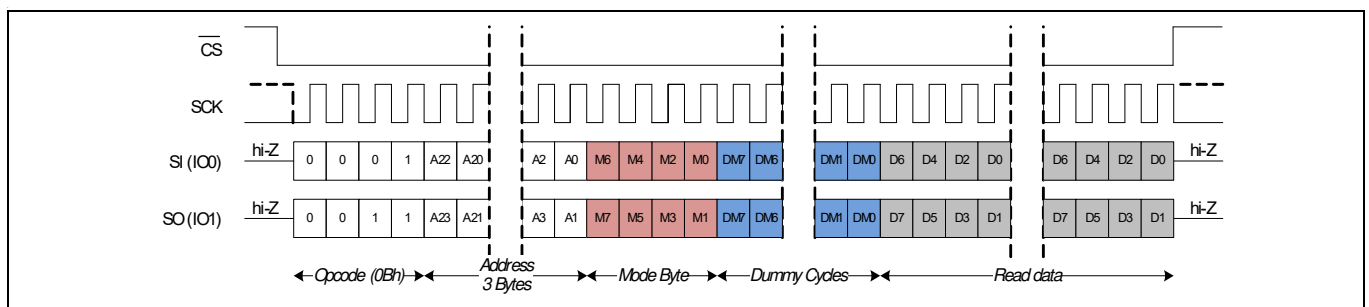 CS
SCK
SI (IO0) hi-Z 0 0 0 1 A22 A20 A2 A0 M6 M4 M2 M0 DM7 DM6 DM1 DM0 D6 D4 D2 D0 D6 D4 D2 D0 hi-Z
SO (IO1) hi-Z 0 0 1 1 A23 A21 A3 A1 M7 M5 M3 M1 DM7 DM6 DM1 DM0 D7 D5 D3 D1 D7 D5 D3 D1 hi-Z
Opcode (0Bh) Address Mode Byte Dummy Cycles Read data
3 Bytes